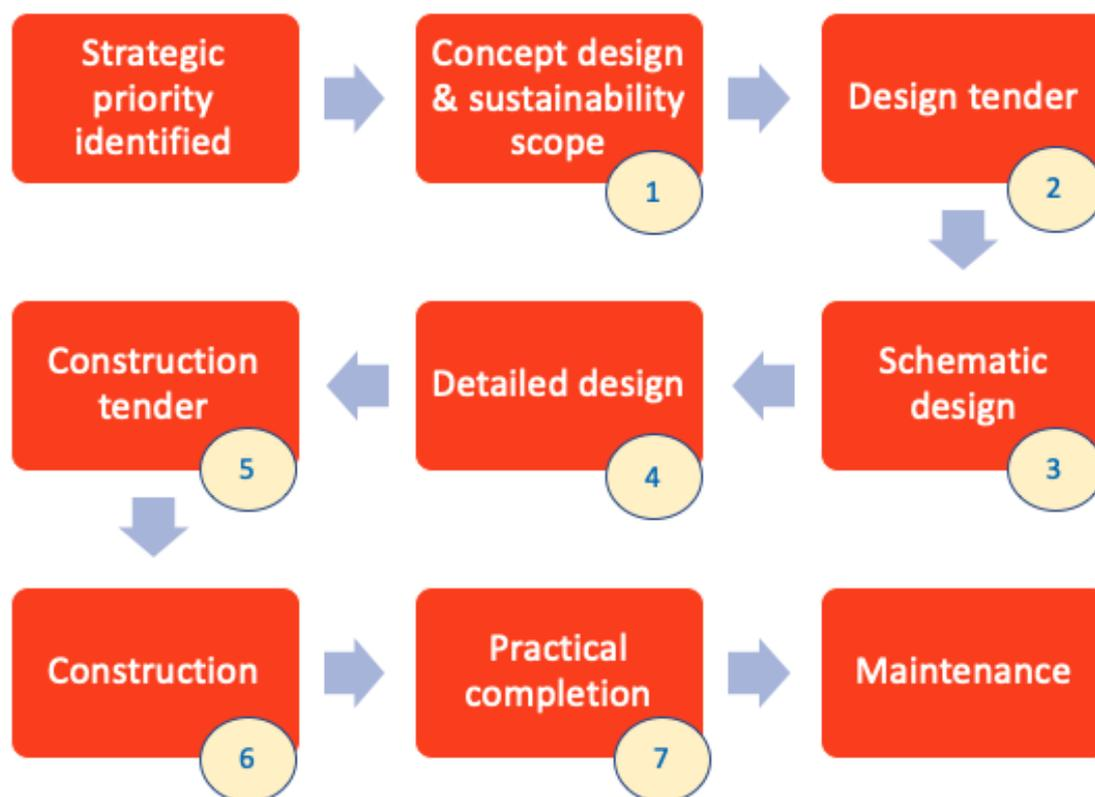 Strategic
priority
identified
Concept design
& sustainability
scope
1
Design tender
2
Schematic
design
3
Detailed design
4
Construction
tender
5
Construction
6
Practical
completion
7
Maintenance